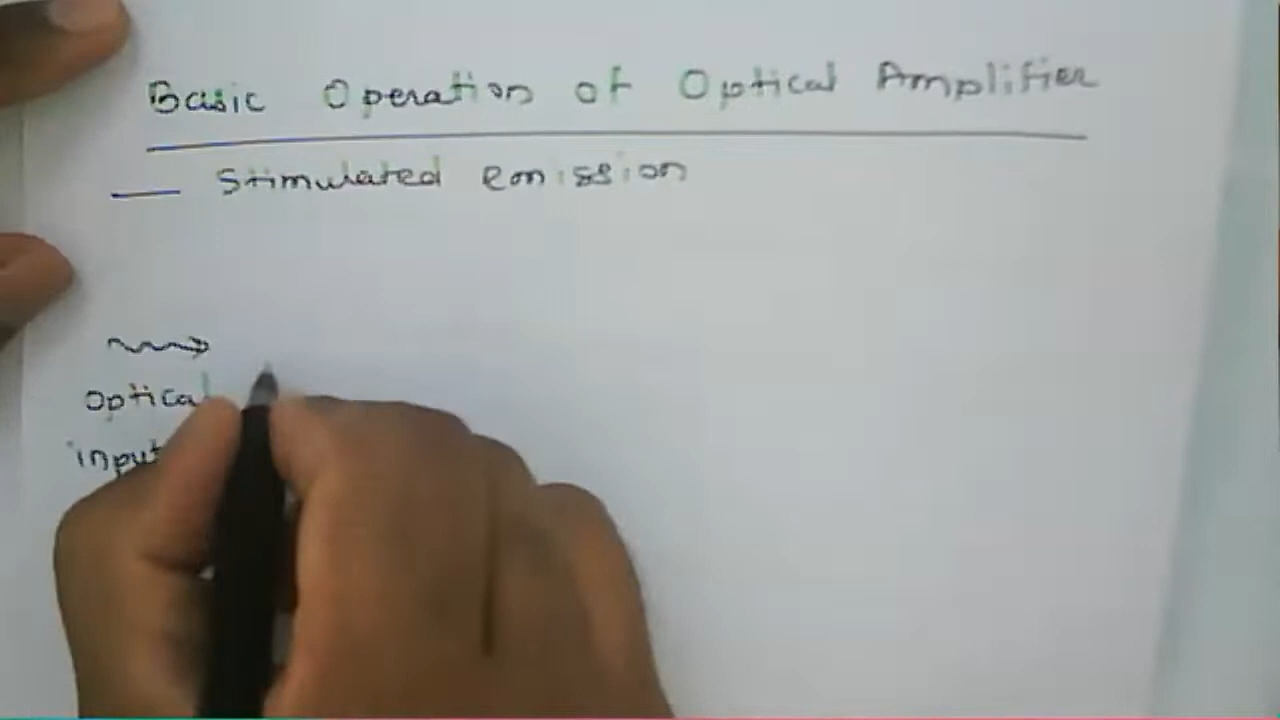 Basic Operation of Optical Amplifier
Stimulated emission
Optical
input